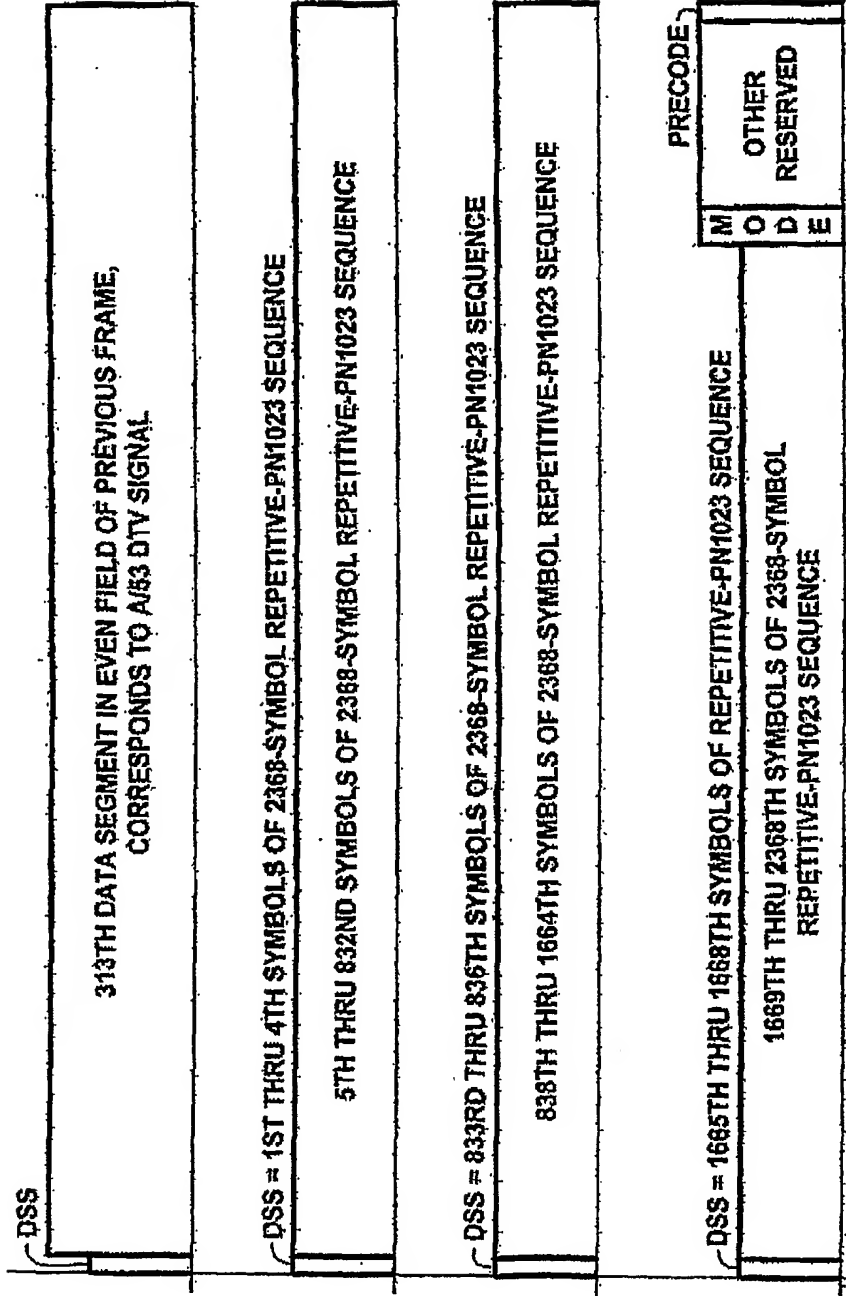 DSS
313TH DATA SEGMENT IN EVEN FIELD OF PREVIOUS FRAME,
CORRESPONDS TO A/53 DTV SIGNAL
DSS = 1ST THRU 4TH SYMBOLS OF 2368-SYMBOL REPETITIVE-PN1023 SEQUENCE
5TH THRU 832ND SYMBOLS OF 2368-SYMBOL REPETITIVE-PN1023 SEQUENCE
DSS = 833RD THRU 836TH SYMBOLS OF 2368-SYMBOL REPETITIVE-PN1023 SEQUENCE
838TH THRU 1664TH SYMBOLS OF 2368-SYMBOL REPETITIVE-PN1023 SEQUENCE
DSS = 1665TH THRU 1668TH SYMBOLS OF REPETITIVE-PN1023 SEQUENCE
1669TH THRU 2368TH SYMBOLS OF 2368-SYMBOL
REPETITIVE-PN1023 SEQUENCE
MODE
PRECODE
OTHER
RESERVED